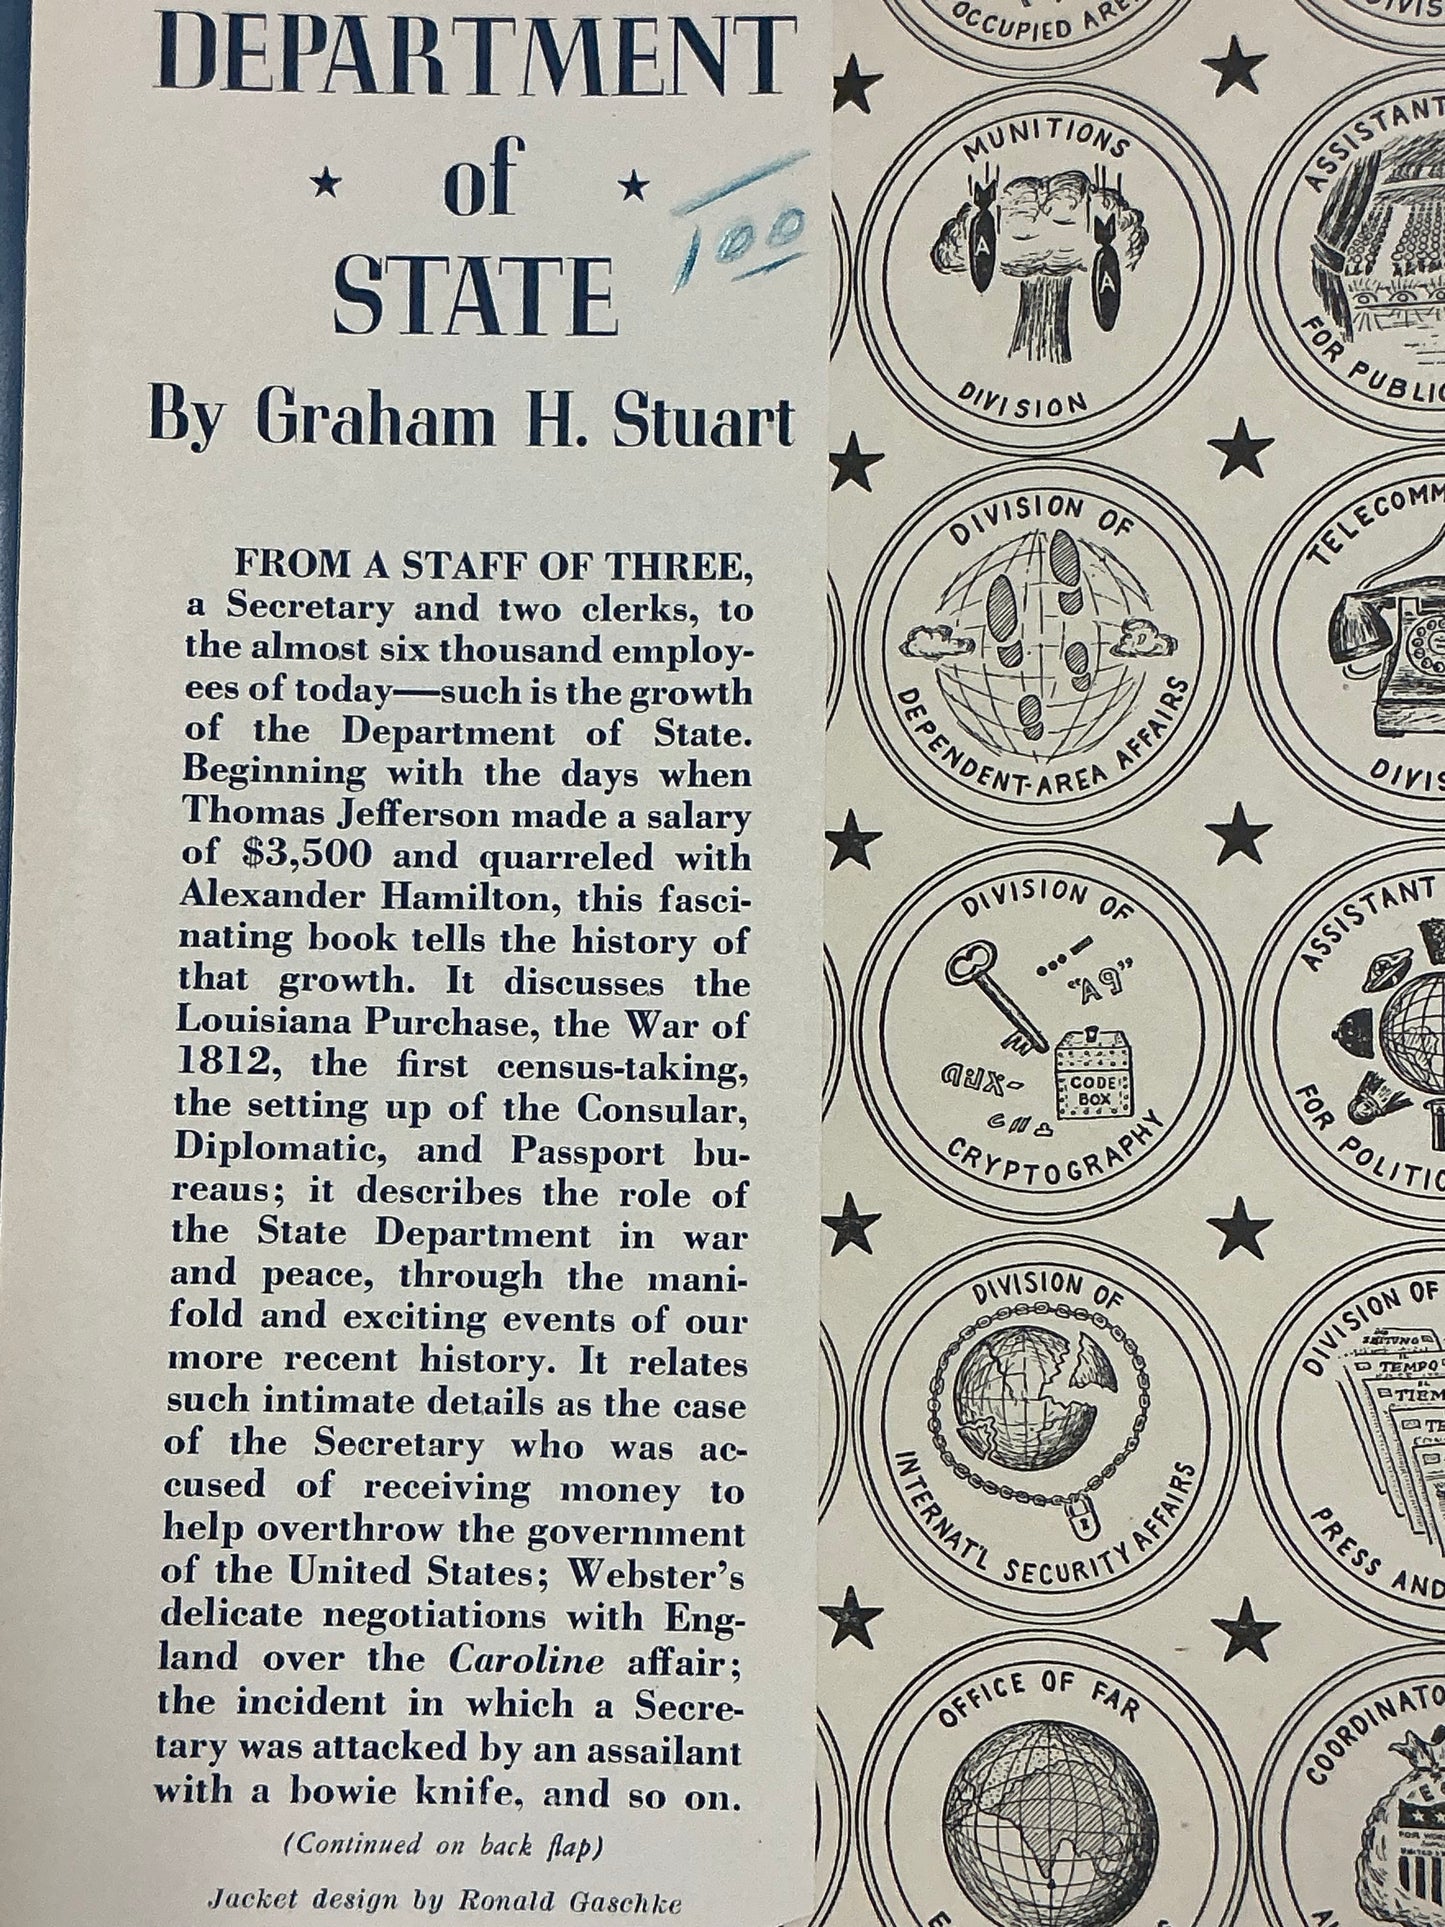 DEPARTMENT
of
STATE
1 00
By Graham H. Stuart
FROM A STAFF OF THREE,
a Secretary and two clerks, to
the almost six thousand employ-
ees of today—such is the growth
of the Department of State.
Beginning with the days when
Thomas Jefferson made a salary
of $3,500 and quarreled with
Alexander Hamilton, this fasci-
nating book tells the history of
that growth. It discusses the
Louisiana Purchase, the War of
1812, the first census-taking,
the setting up of the Consular,
Diplomatic, and Passport bu-
reaus; it describes the role of
the State Department in war
and peace, through the mani-
fold and exciting events of our
more recent history. It relates
such intimate details as the case
of the Secretary who was ac-
cused of receiving money to
help overthrow the government
of the United States; Webster's
delicate negotiations with Eng-
land over the Caroline affair;
the incident in which a Secre-
tary was attacked by an assailant
with a bowie knife, and so on.
(Continued on back flap)
Jacket design by Ronald Gaschke
OCCUPIED
MUNITIONS
A
A
DIVISION
ASSISTANT
FOR PUBLIC
DIVISION OF
DEPENDENT-AREA AFFAIRS
TELECOMM
DIVIS
DIVISION OF
"A9"
CODE
BOX
CRYPTOGRAPHY
ASSISTANT
FOR POLITIC
DIVISION OF
INTERNAT'L SECURITY AFFAIRS
DIVISION OF
ZEITUNG
TEMPO
TIEM
TE
PRESS AND
OFFICE OF FAR
COORDINATO